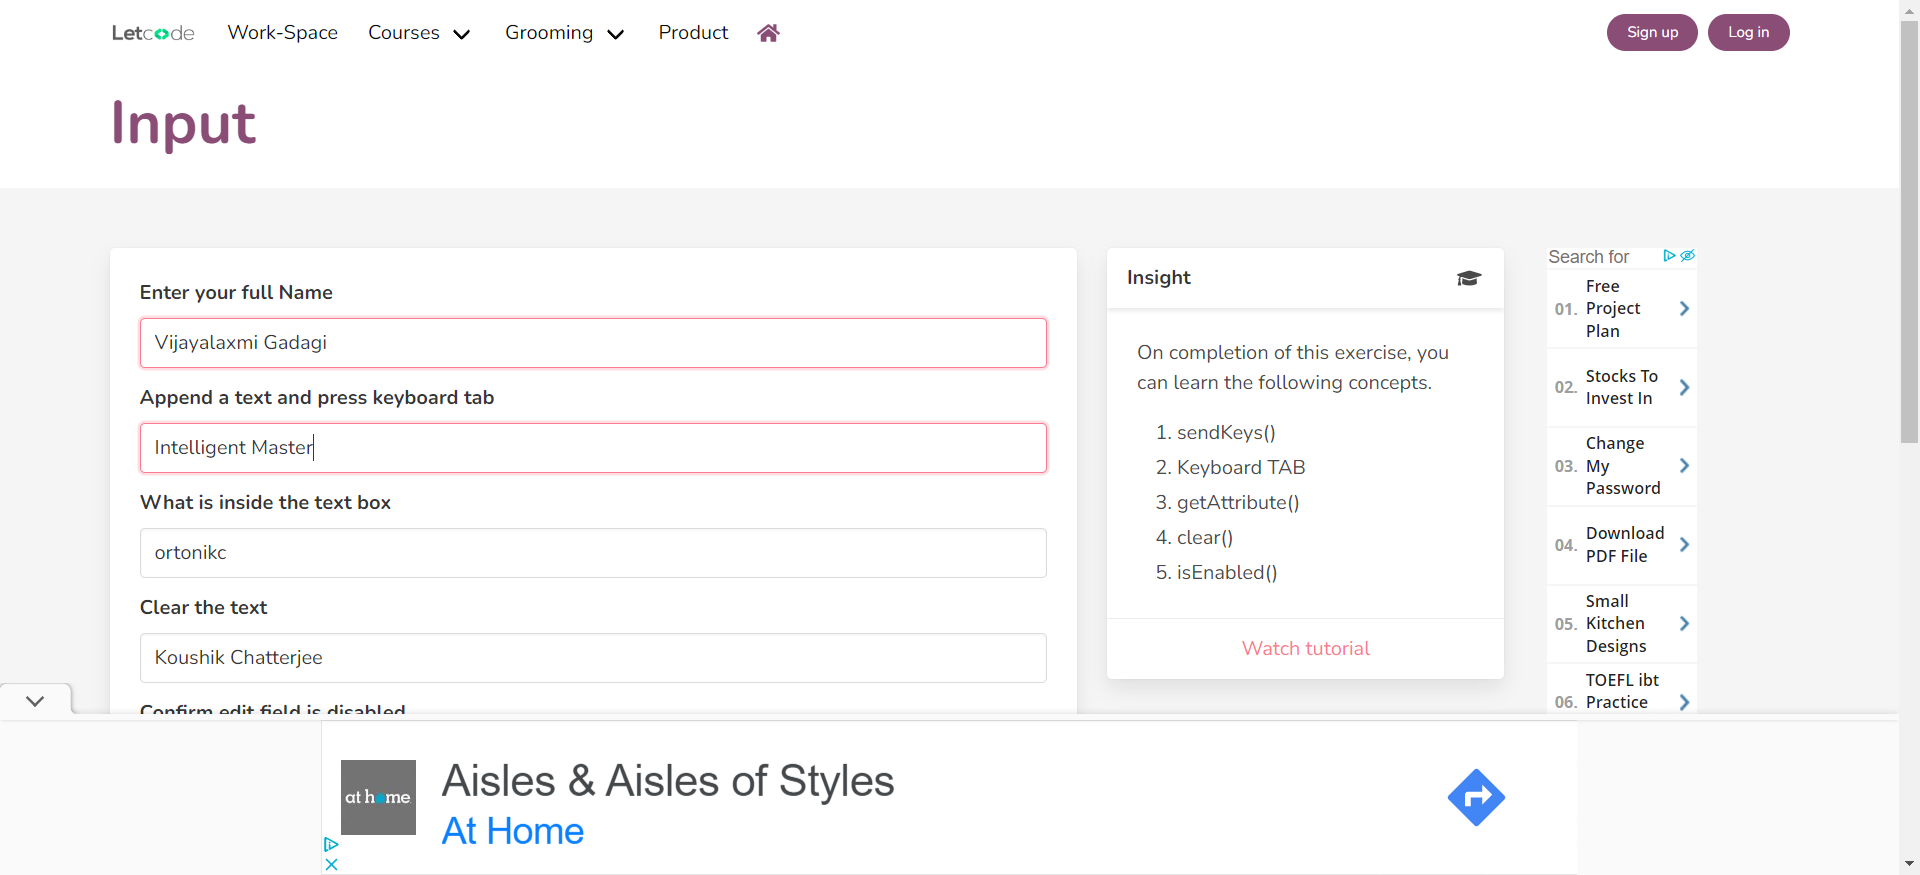 Letcode Work-Space Courses Grooming Product Sign up Log in
Input
Enter your full Name
Vijayalaxmi Gadagi
Append a text and press keyboard tab
Intelligent Master
What is inside the text box
ortonikc
Clear the text
Koushik Chatterjee
Confirm edit field is disabled
Insight
On completion of this exercise, you
can learn the following concepts.
1. sendKeys()
2. Keyboard TAB
3. getAttribute()
4. clear()
5. isEnabled()
Watch tutorial
Search for
01. Free
Project
Plan
02. Stocks To
Invest In
03. Change
My
Password
04. Download
PDF File
05. Small
Kitchen
Designs
06. TOEFL ibt
Practice
at home
Aisles & Aisles of Styles
At Home